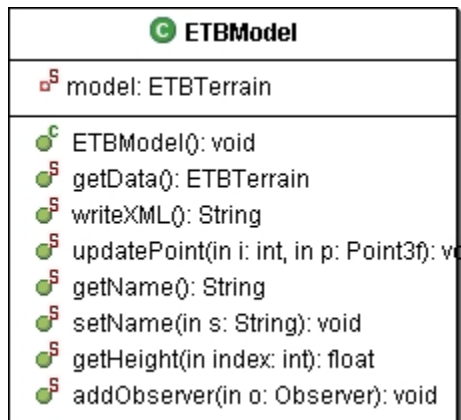 C ETBModel
S model: ETBTerrain
C ETBModel(): void
S getData(): ETBTerrain
S writeXML(): String
S updatePoint(in i: int, in p: Point3f): vo
S getName(): String
S setName(in s: String): void
S getHeight(in index: int): float
S addObserver(in o: Observer): void